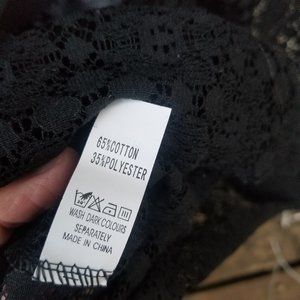 65%COTTON
35%POLYESTER
WASH DARK COLOURS
SEPARATELY
MADE IN CHINA